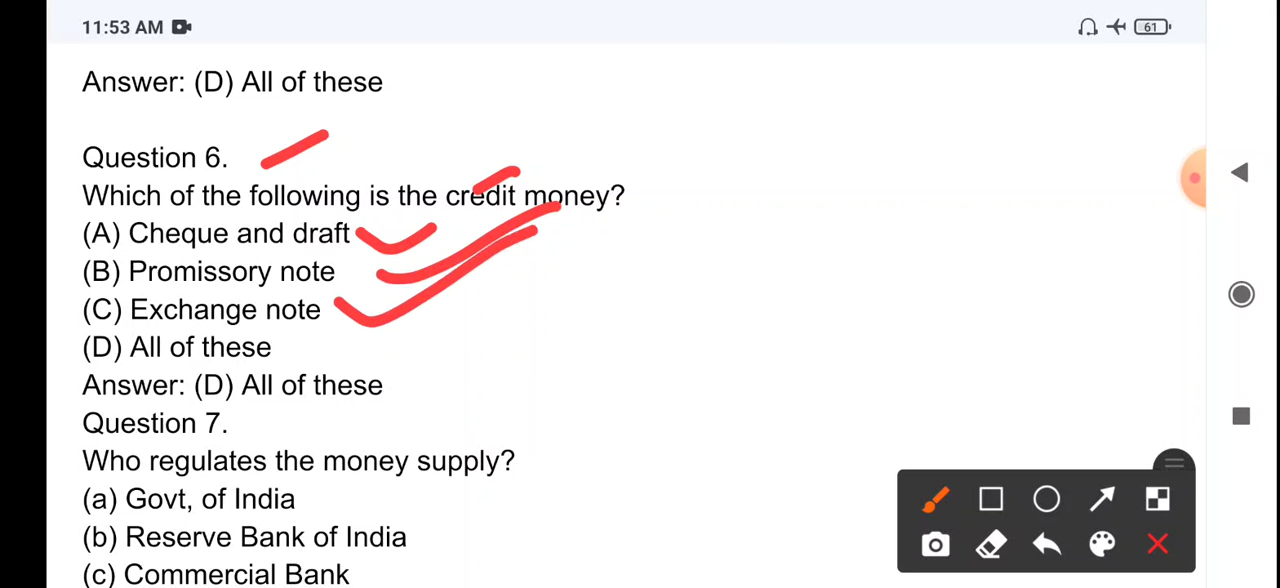 11:53 AM
61
Answer: (D) All of these
Question 6.
Which of the following is the credit money?
(A) Cheque and draft
(B) Promissory note
(C) Exchange note
(D) All of these
Answer: (D) All of these
Question 7.
Who regulates the money supply?
(a) Govt, of India
(b) Reserve Bank of India
(c) Commercial Bank